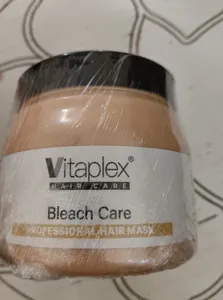 Vitaplex®
HAIR CARE
Bleach Care
PROFESSIONAL HAIR MASK